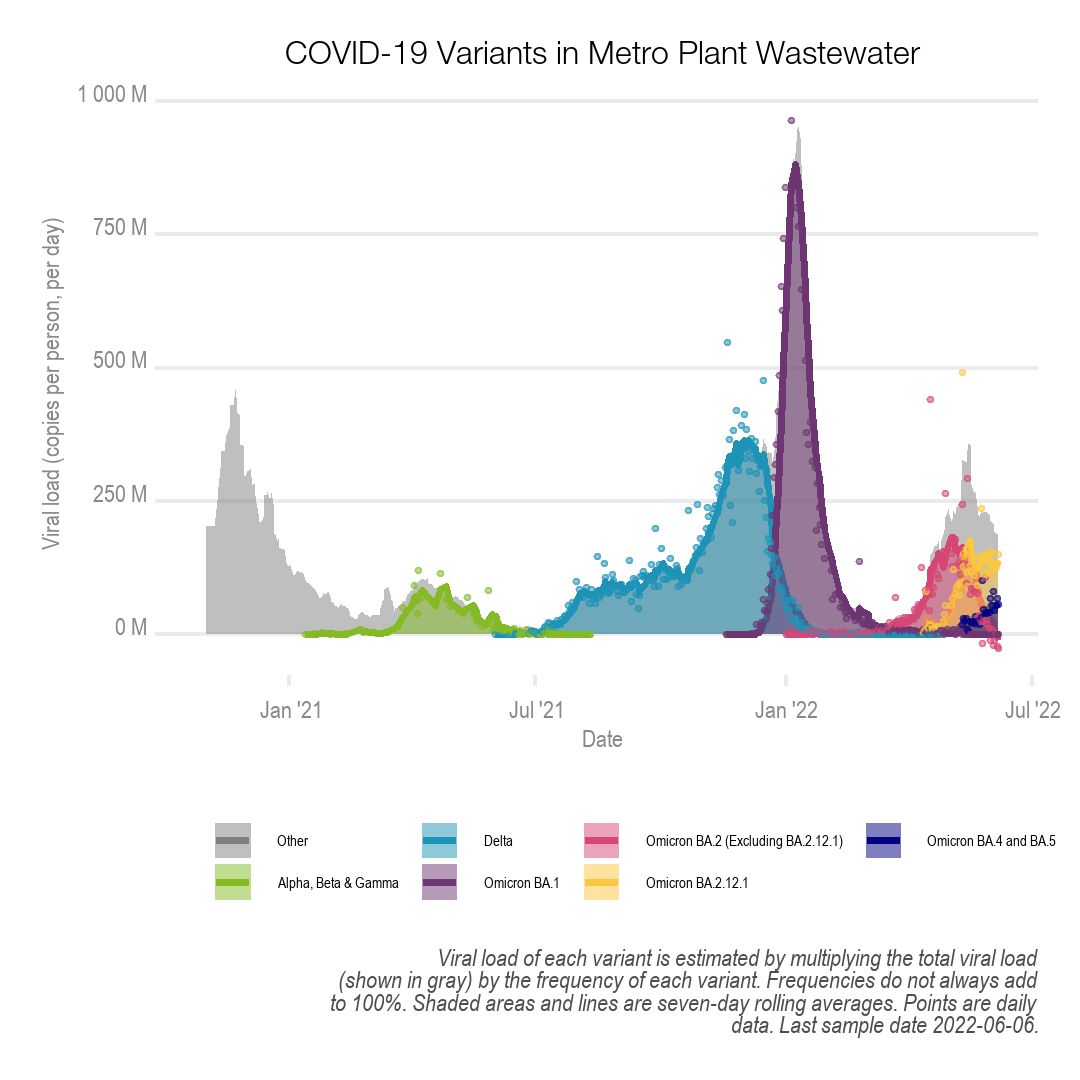 COVID-19 Variants in Metro Plant Wastewater
1 000 M
750 M
500 M
250 M
0 M
Viral load (copies per person, per day)
Jan '21
Jul '21
Jan '22
Jul '22
Date
Other
Delta
Omicron BA.2 (Excluding BA.2.12.1)
Omicron BA.4 and BA.5
Alpha, Beta & Gamma
Omicron BA.1
Omicron BA.2.12.1
Viral load of each variant is estimated by multiplying the total viral load
(shown in gray) by the frequency of each variant. Frequencies do not always add
to 100%. Shaded areas and lines are seven-day rolling averages. Points are daily
data. Last sample date 2022-06-06.